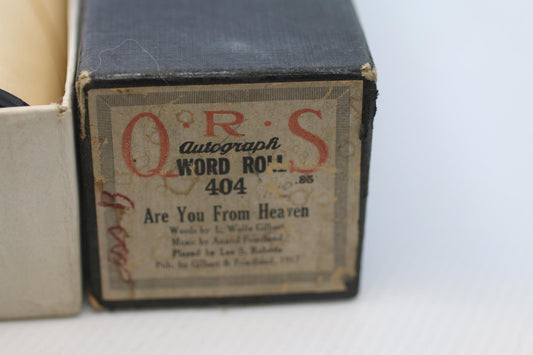 Q·R·S
Autograph
WORD ROLL
404 .85
Are You From Heaven
Words by L. Wolfe Gilbert
Music by Anatol Friedland
Played by Lee S. Roberts
Pub. by Gilbert & Friedland, 1917